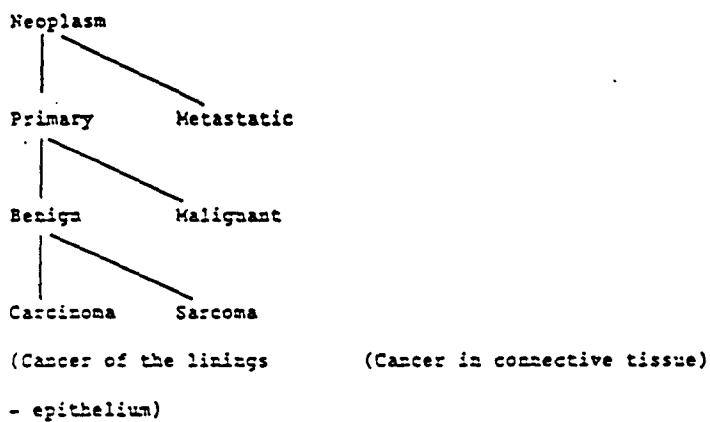 Neoplasm
Primary Metastatic
Benign Malignant
Carcinoma Sarcoma
(Cancer of the linings (Cancer in connective tissue)
- epithelium)